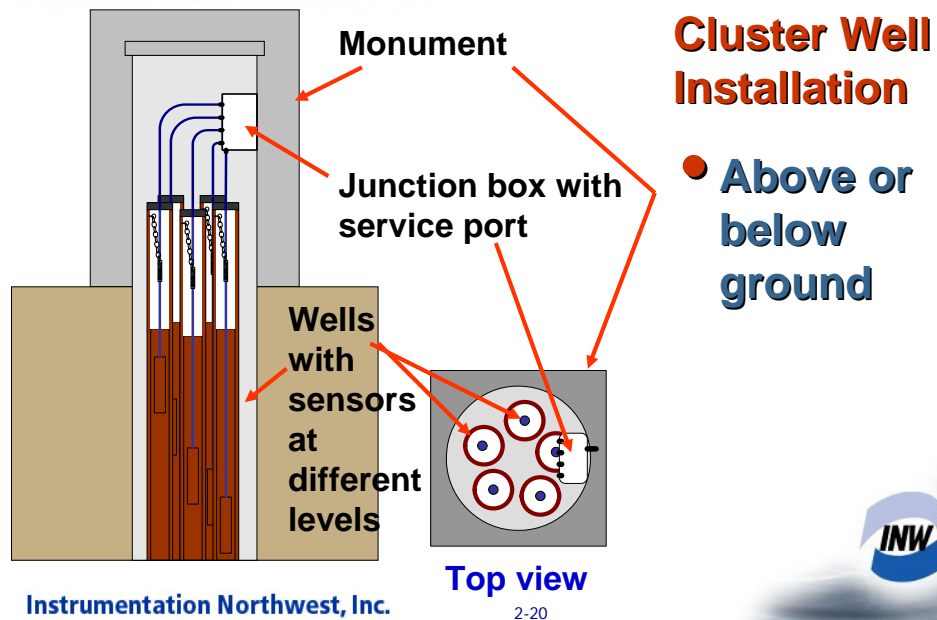 Cluster Well
Installation
Above or
below
ground
Monument
Junction box with
service port
Wells
with
sensors
at
different
levels
Top view
INW
Instrumentation Northwest, Inc.
2-20